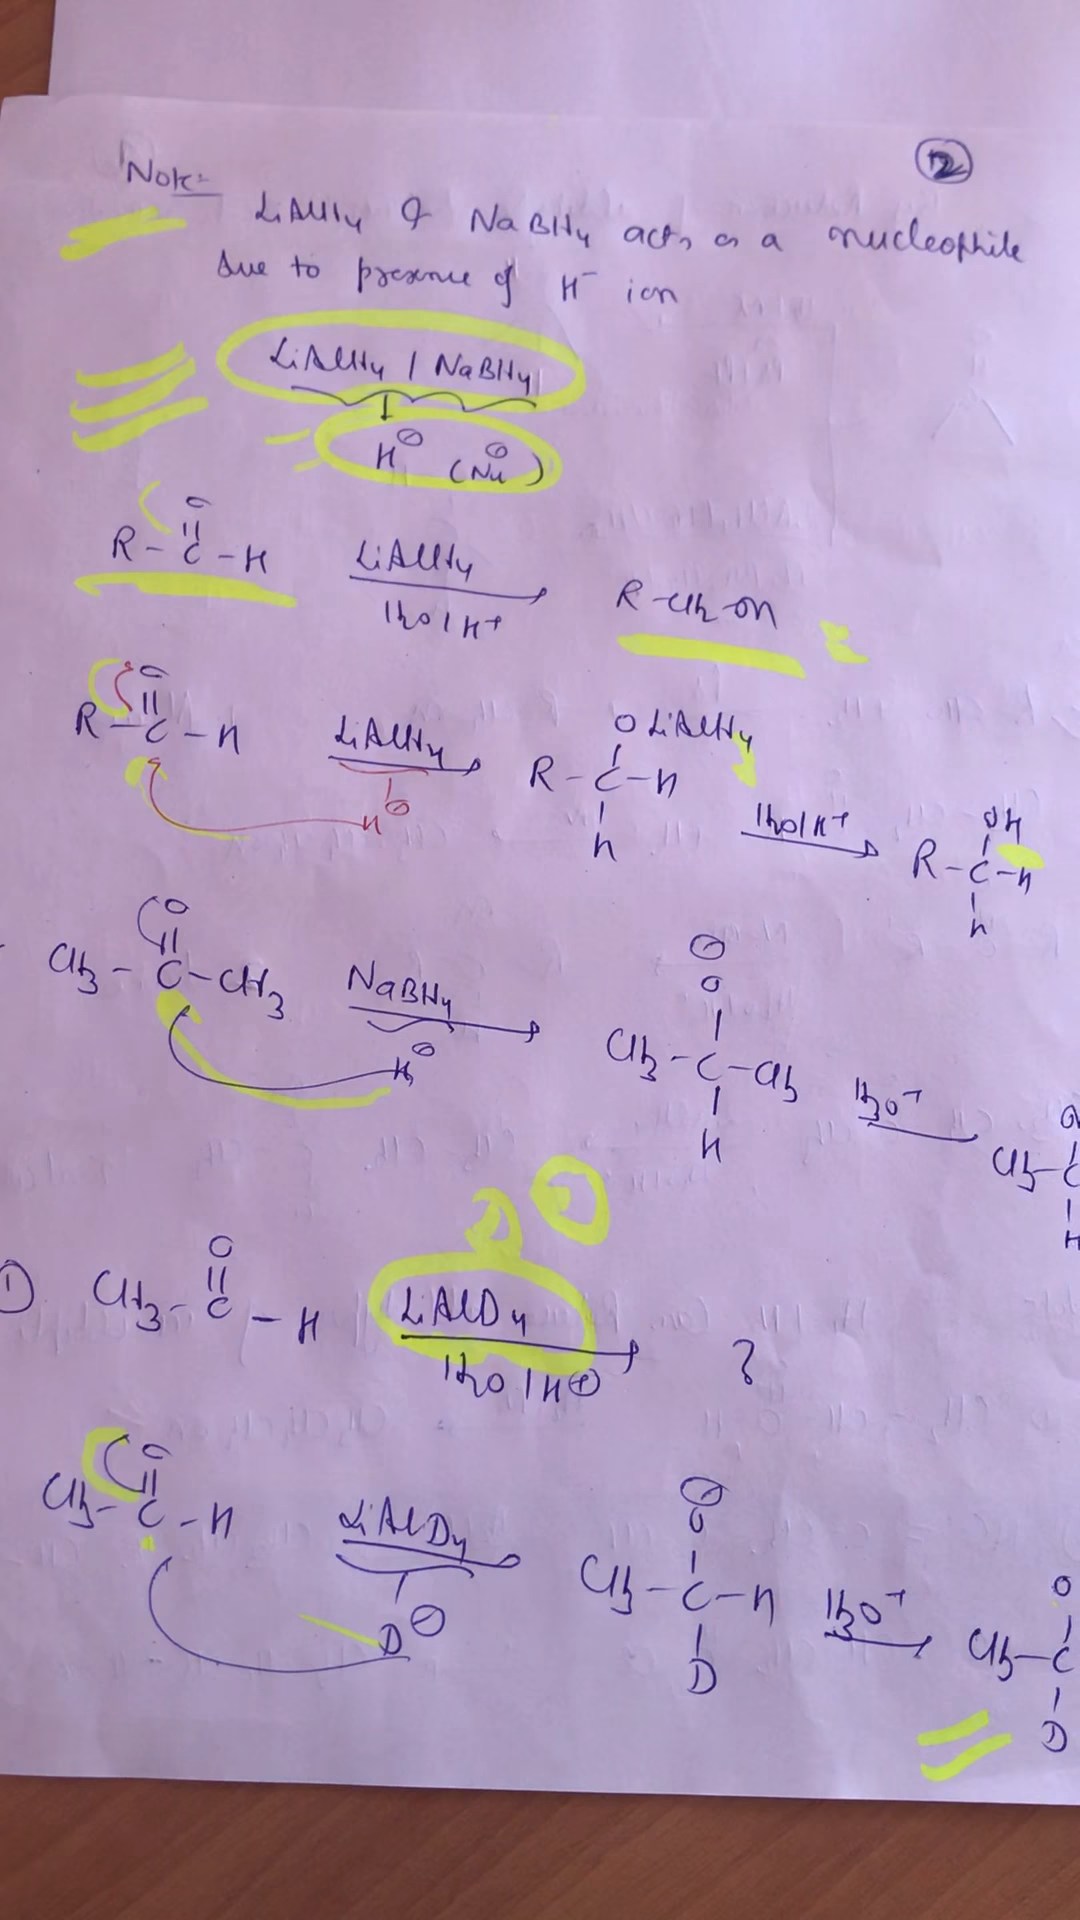 2
Note:-
LiAlH4 & NaBH4 acts as a nucleophile
due to presence of H⁻ ion
LiAlH4 / NaBH4
H⊖ (Nu⊖)
O
R-C-H LiAlH4 R-CH2-OH
H2O/H+
O
R-C-H LiAlH4 OLiAlH4
H⊖ R-C-H
H
H2O/H+ OH
R-C-H
H
O
CH3-C-CH3 NaBH4
H⊖
⊖
O
CH3-C-CH3 H3O+
H
CH3-C
H
1) O
CH3-C-H LiAlD4 ?
H2O/H⊕
O
CH3-C-H LiAlD4
D⊖
⊖
O
CH3-C-H H3O+
D
O
CH3-C
D